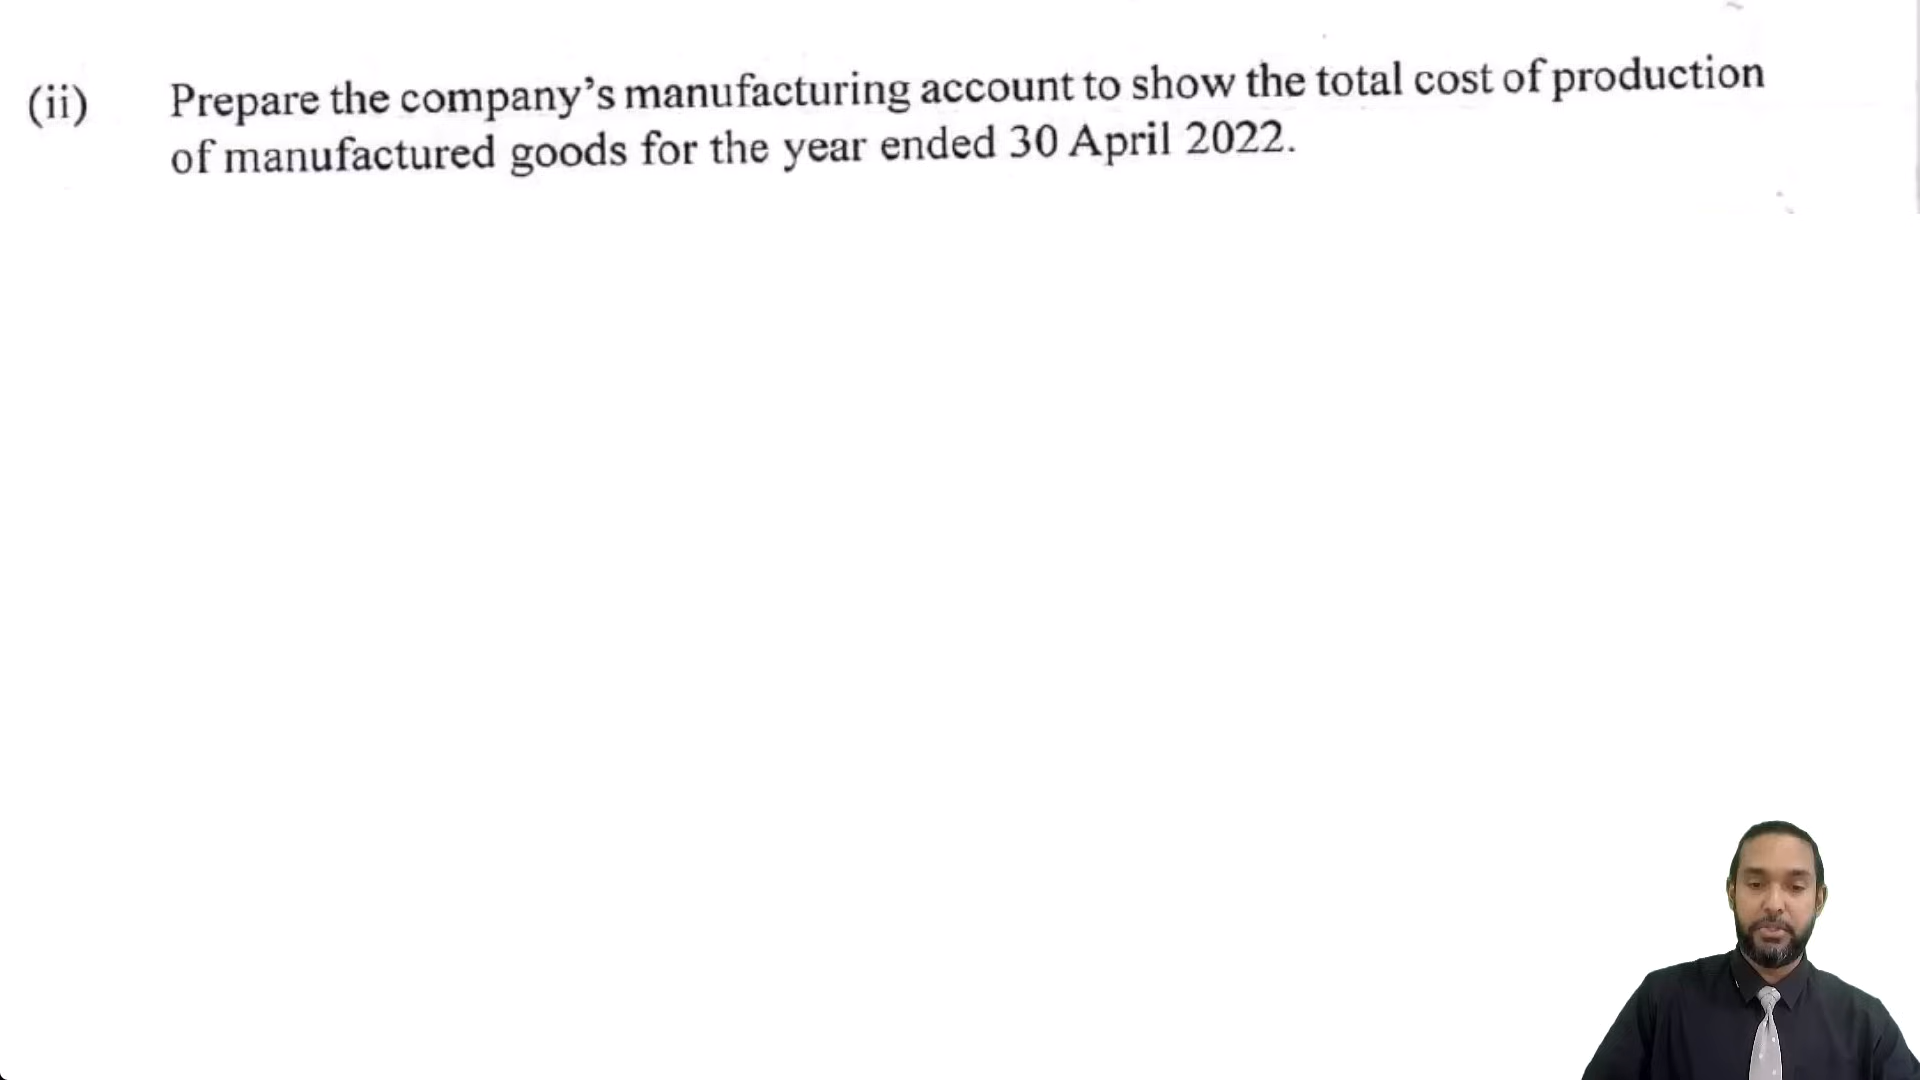 (ii) Prepare the company's manufacturing account to show the total cost of production
of manufactured goods for the year ended 30 April 2022.